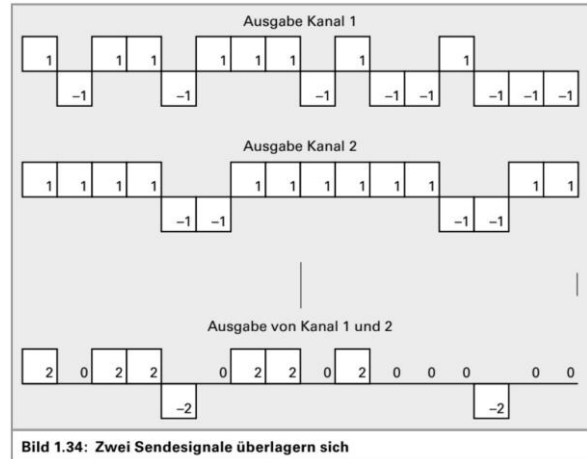 Ausgabe Kanal 1
1 1 1 1 1 1 1 1
–1 –1 –1 –1 –1 –1 –1 –1
Ausgabe Kanal 2
1 1 1 1 1 1 1 1 1 1 1 1
–1 –1 –1 –1
Ausgabe von Kanal 1 und 2
2 0 2 2 0 2 2 0 2 0 0 0 0 0
–2 –2
Bild 1.34: Zwei Sendesignale überlagern sich